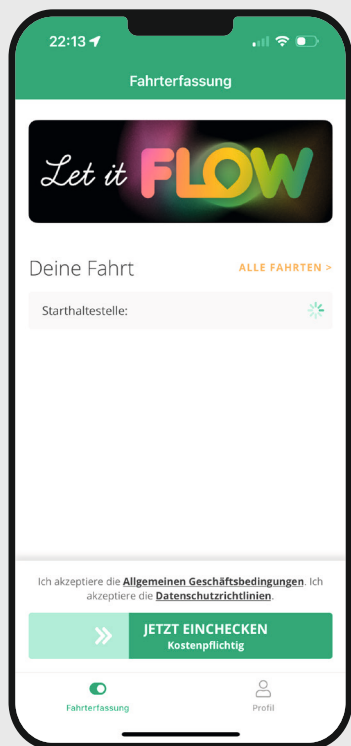 22:13
Fahrterfassung
Let it FLOW
Deine Fahrt
ALLE FAHRTEN >
Starthaltestelle:
Ich akzeptiere die Allgemeinen Geschäftsbedingungen. Ich
akzeptiere die Datenschutzrichtlinien.
JETZT EINCHECKEN
Kostenpflichtig
Fahrterfassung
Profil